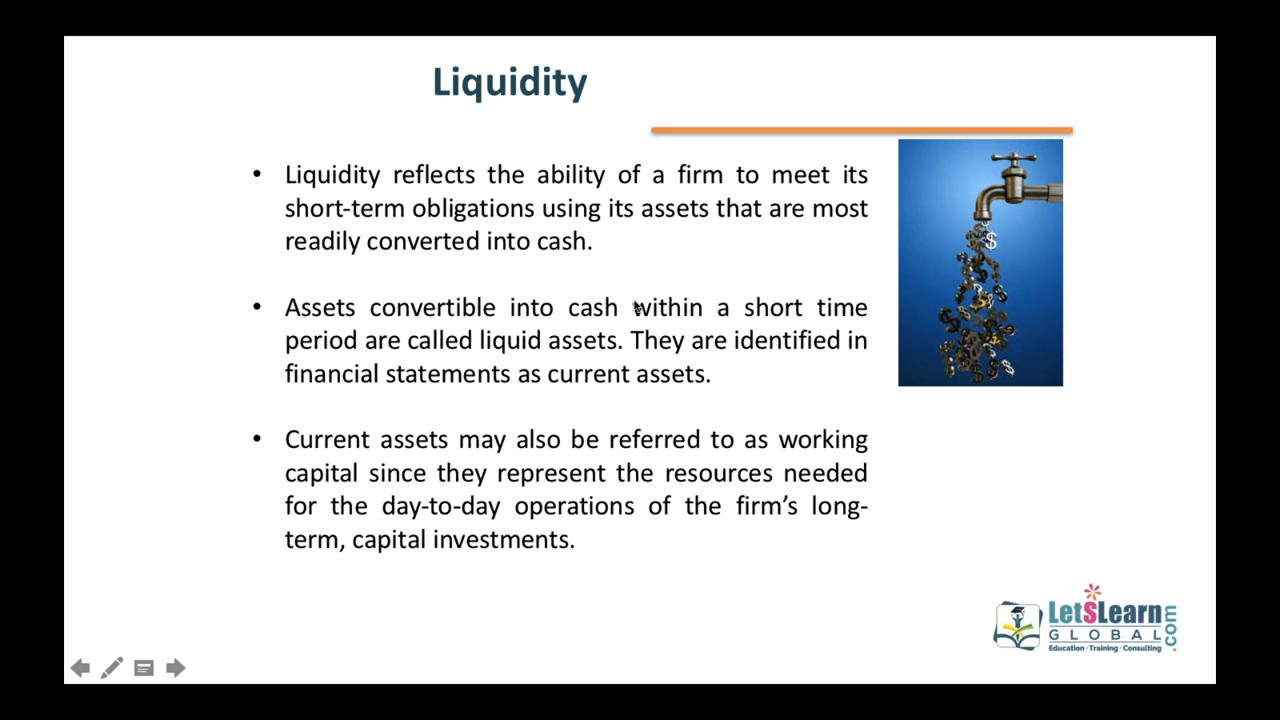 Liquidity
• Liquidity reflects the ability of a firm to meet its
short-term obligations using its assets that are most
readily converted into cash.
• Assets convertible into cash within a short time
period are called liquid assets. They are identified in
financial statements as current assets.
• Current assets may also be referred to as working
capital since they represent the resources needed
for the day-to-day operations of the firm's long-
term, capital investments.
LetSLearn
GLOBAL
.com
Education · Training · Consulting